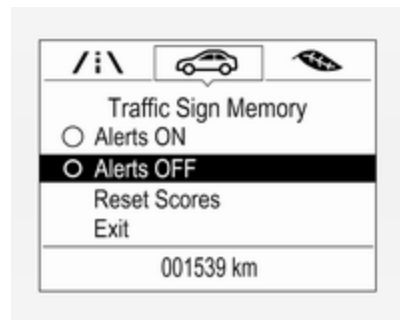 Traffic Sign Memory
Alerts ON
Alerts OFF
Reset Scores
Exit
001539 km